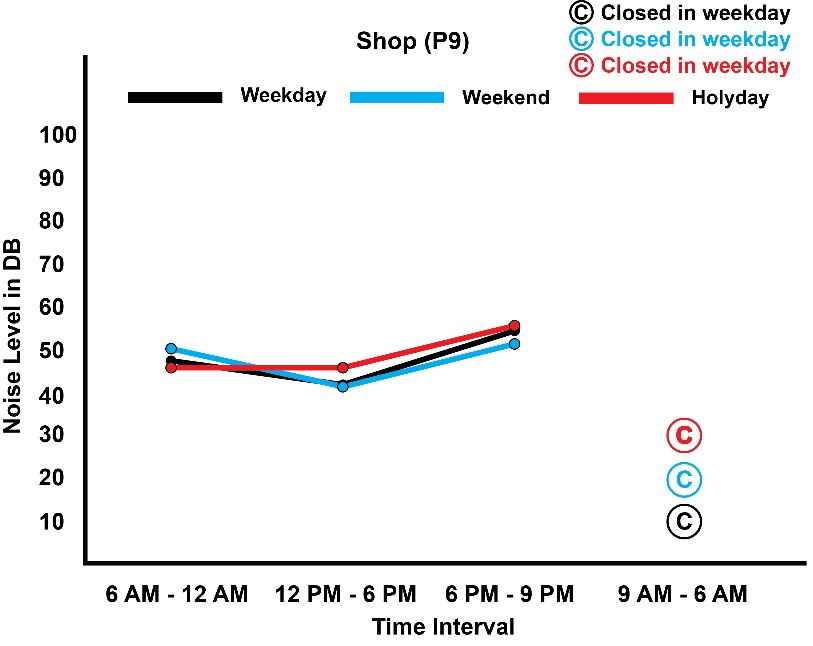 Ⓒ Closed in weekday
Ⓒ Closed in weekday
Ⓒ Closed in weekday
Shop (P9)
Weekday Weekend Holyday
100
90
80
70
60
50
40
30
20
10
Noise Level in DB
Ⓒ
Ⓒ
Ⓒ
6 AM - 12 AM 12 PM - 6 PM 6 PM - 9 PM 9 AM - 6 AM
Time Interval